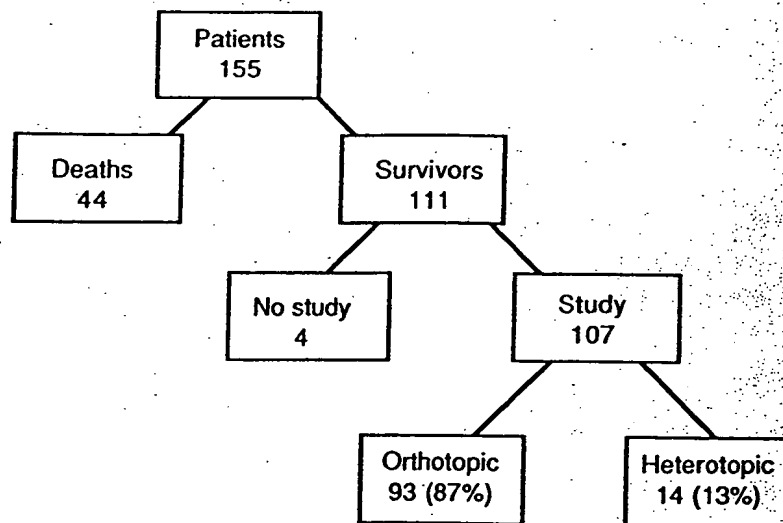 Patients
155
Deaths
44
Survivors
111
No study
4
Study
107
Orthotopic
93 (87%)
Heterotopic
14 (13%)